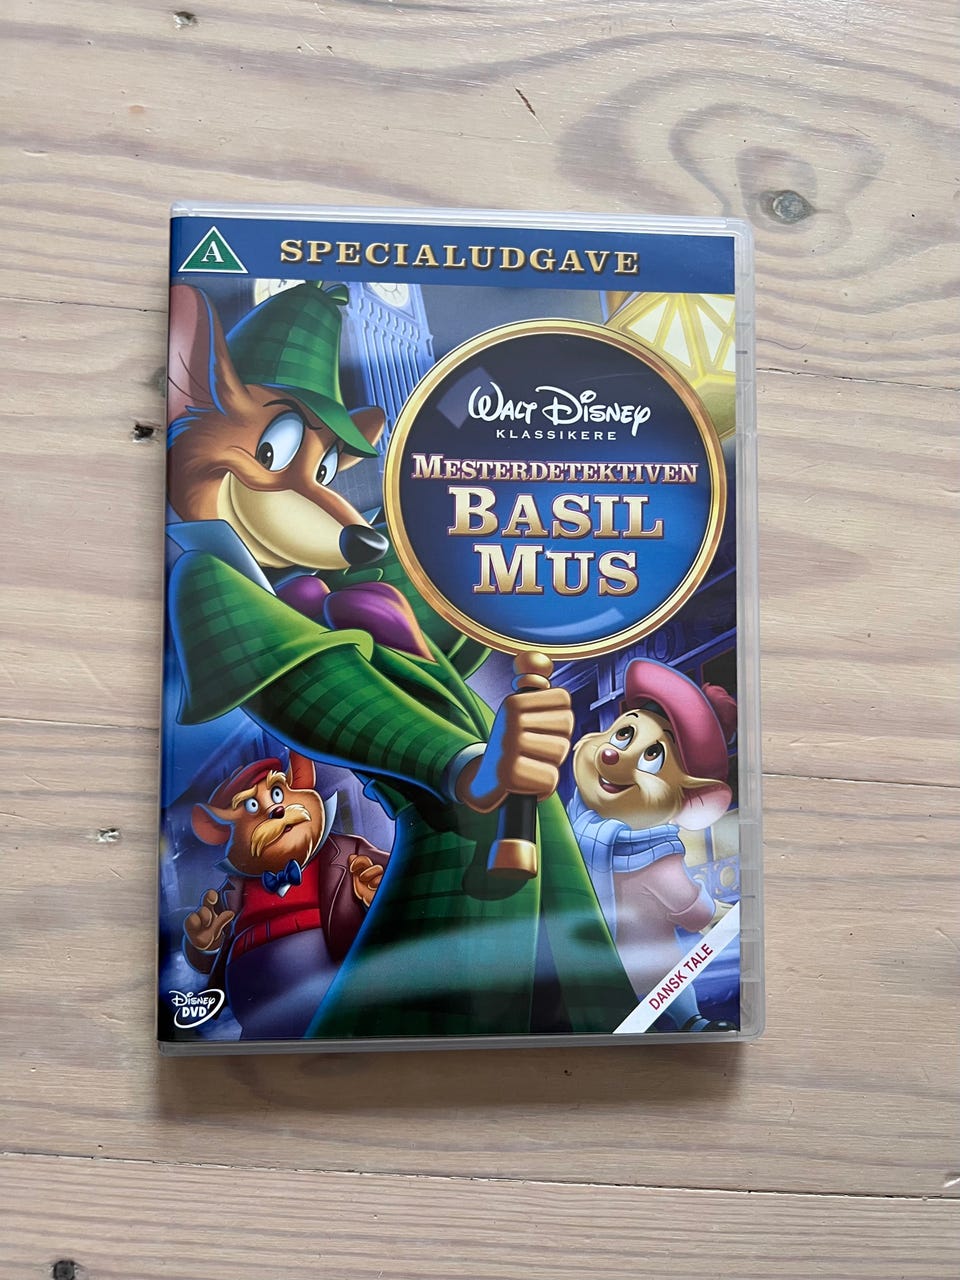 A
SPECIALUDGAVE
WALT DISNEY
KLASSIKERE
MESTERDETEKTIVEN
BASIL
MUS
DANSK TALE
DISNEY
DVD